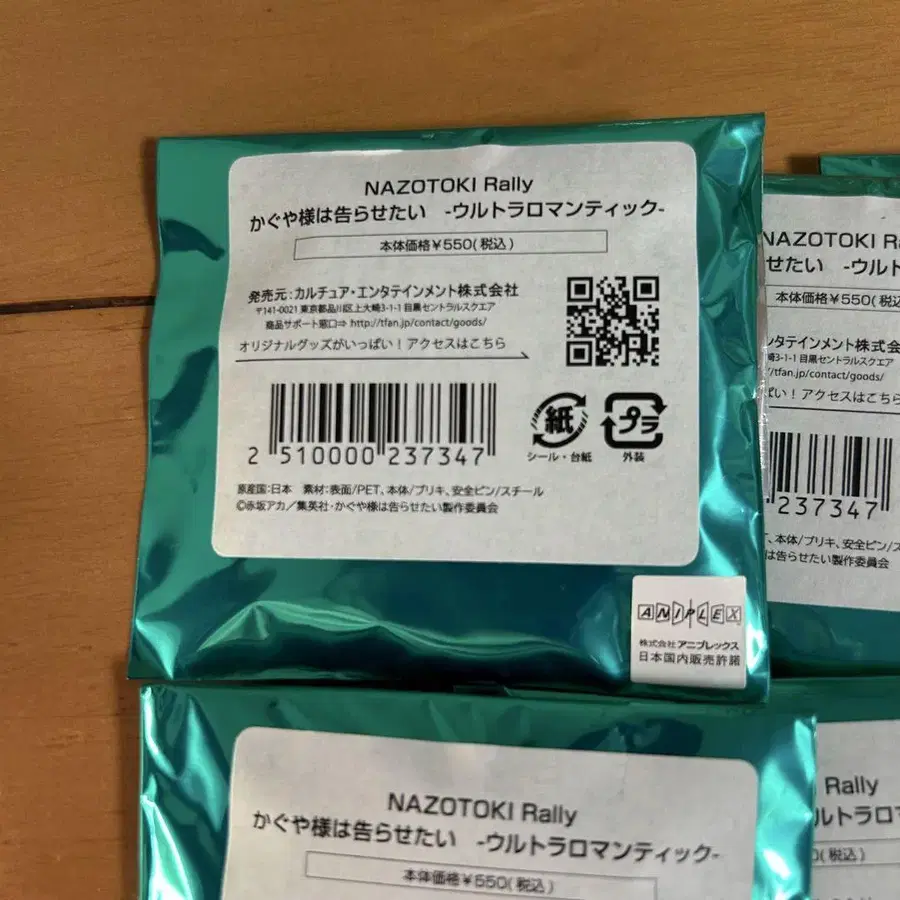 NAZOTOKI Rally
かぐや様は告らせたい -ウルトラロマンティック-
本体価格¥550(税込)
発売元:カルチュア・エンタテインメント株式会社
〒141-0021 東京都品川区上大崎3-1-1 目黒セントラルスクエア
商品サポート窓口⇒ http://tfan.jp/contact/goods/
オリジナルグッズがいっぱい!アクセスはこちら
2 510000 237347
紙
シール・台紙
プラ
外装
原産国:日本 素材:表面/PET、本体/ブリキ、安全ピン/スチール
©赤坂アカ/集英社・かぐや様は告らせたい製作委員会
ANIPLEX
株式会社 アニプレックス
日本国内販売許諾
NAZOTOKI Ra
せたい -ウルト
本体価格¥550(税込
ンタテインメント株式会
崎3-1-1 目黒セントラルスクエア
//tfan.jp/contact/goods/
ぱい!アクセスはこちら
237347
、本体/ブリキ、安全ピン/ス
は告らせたい製作委員会
NAZOTOKI Rally
かぐや様は告らせたい -ウルトラロマンティック-
本体価格¥550(税込)
Rally
ルトラロマ
(税込)